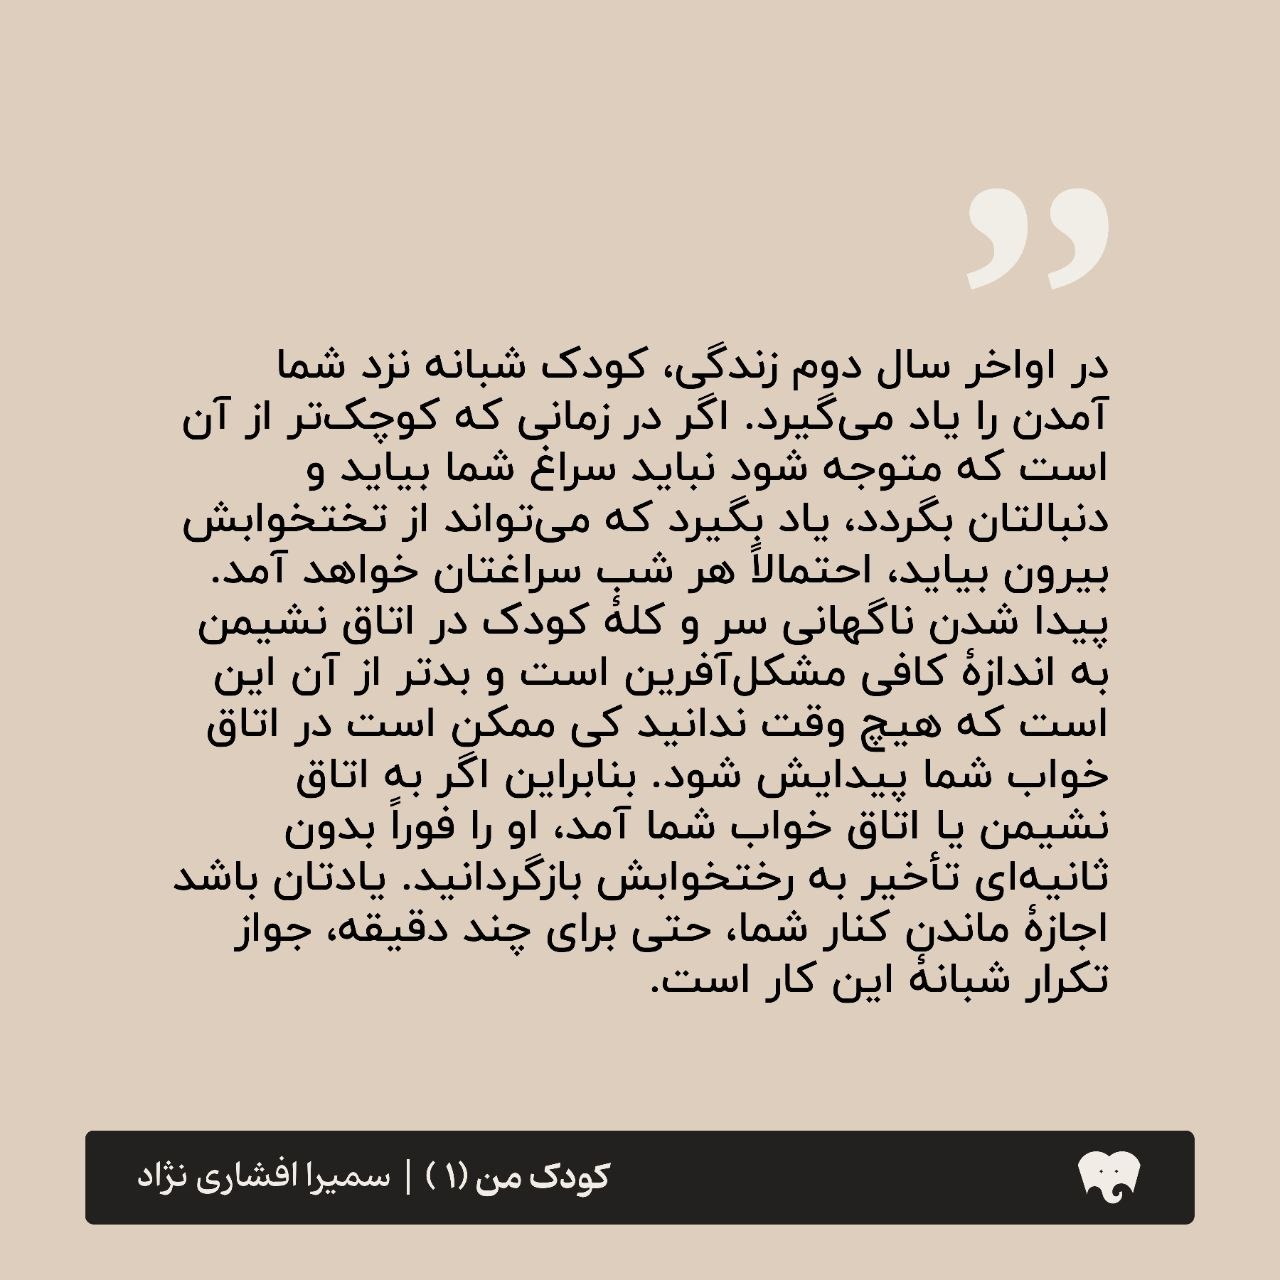 ”
در اواخر سال دوم زندگی، کودک شبانه نزد شما
آمدن را یاد می‌گیرد. اگر در زمانی که کوچک‌تر از آن
است که متوجه شود نباید سراغ شما بیاید و
دنبالتان بگردد، یاد بگیرد که می‌تواند از تختخوابش
بیرون بیاید، احتمالاً هر شب سراغتان خواهد آمد.
پیدا شدن ناگهانی سر و کلهٔ کودک در اتاق نشیمن
به اندازهٔ کافی مشکل‌آفرین است و بدتر از آن این
است که هیچ وقت ندانید کی ممکن است در اتاق
خواب شما پیدایش شود. بنابراین اگر به اتاق
نشیمن یا اتاق خواب شما آمد، او را فوراً بدون
ثانیه‌ای تأخیر به رختخوابش بازگردانید. یادتان باشد
اجازهٔ ماندن کنار شما، حتی برای چند دقیقه، جواز
تکرار شبانهٔ این کار است.
کودک من (۱) | سمیرا افشاری نژاد